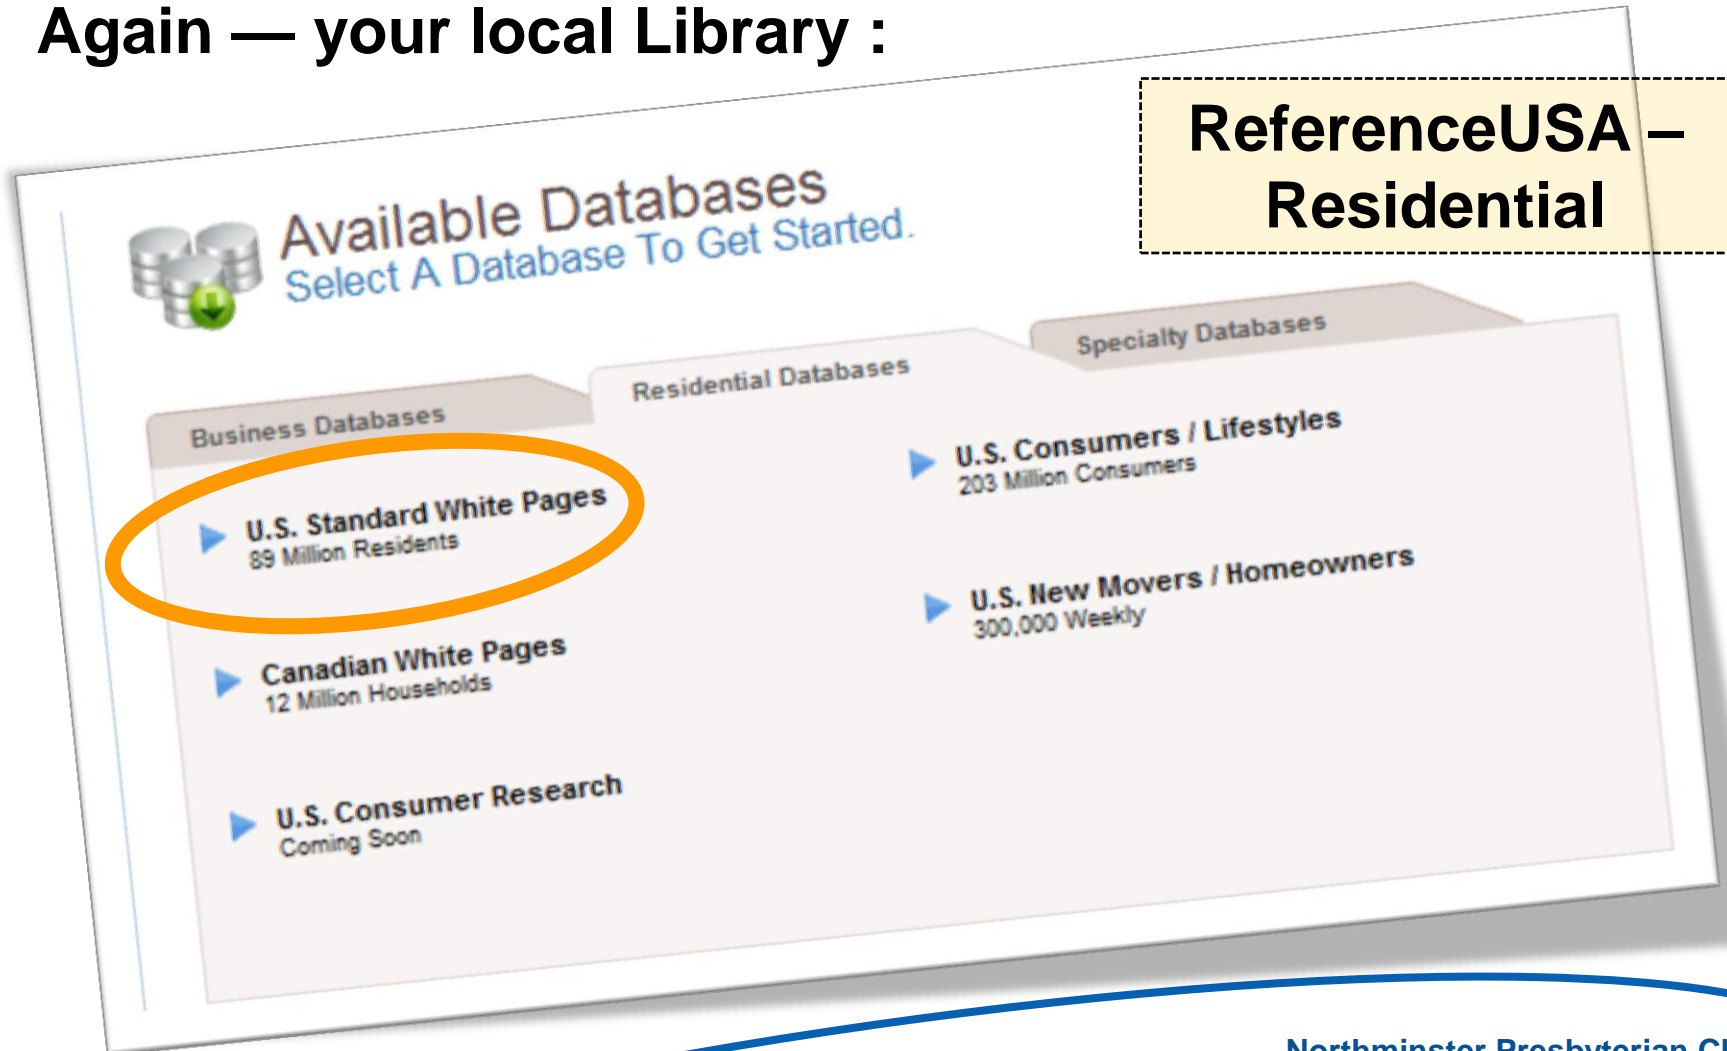 Again — your local Library :
ReferenceUSA –
Residential
Available Databases
Select A Database To Get Started.
Business Databases
Residential Databases
Specialty Databases
U.S. Standard White Pages
89 Million Residents
Canadian White Pages
12 Million Households
U.S. Consumer Research
Coming Soon
U.S. Consumers / Lifestyles
203 Million Consumers
U.S. New Movers / Homeowners
300,000 Weekly
Northminster Presbyterian